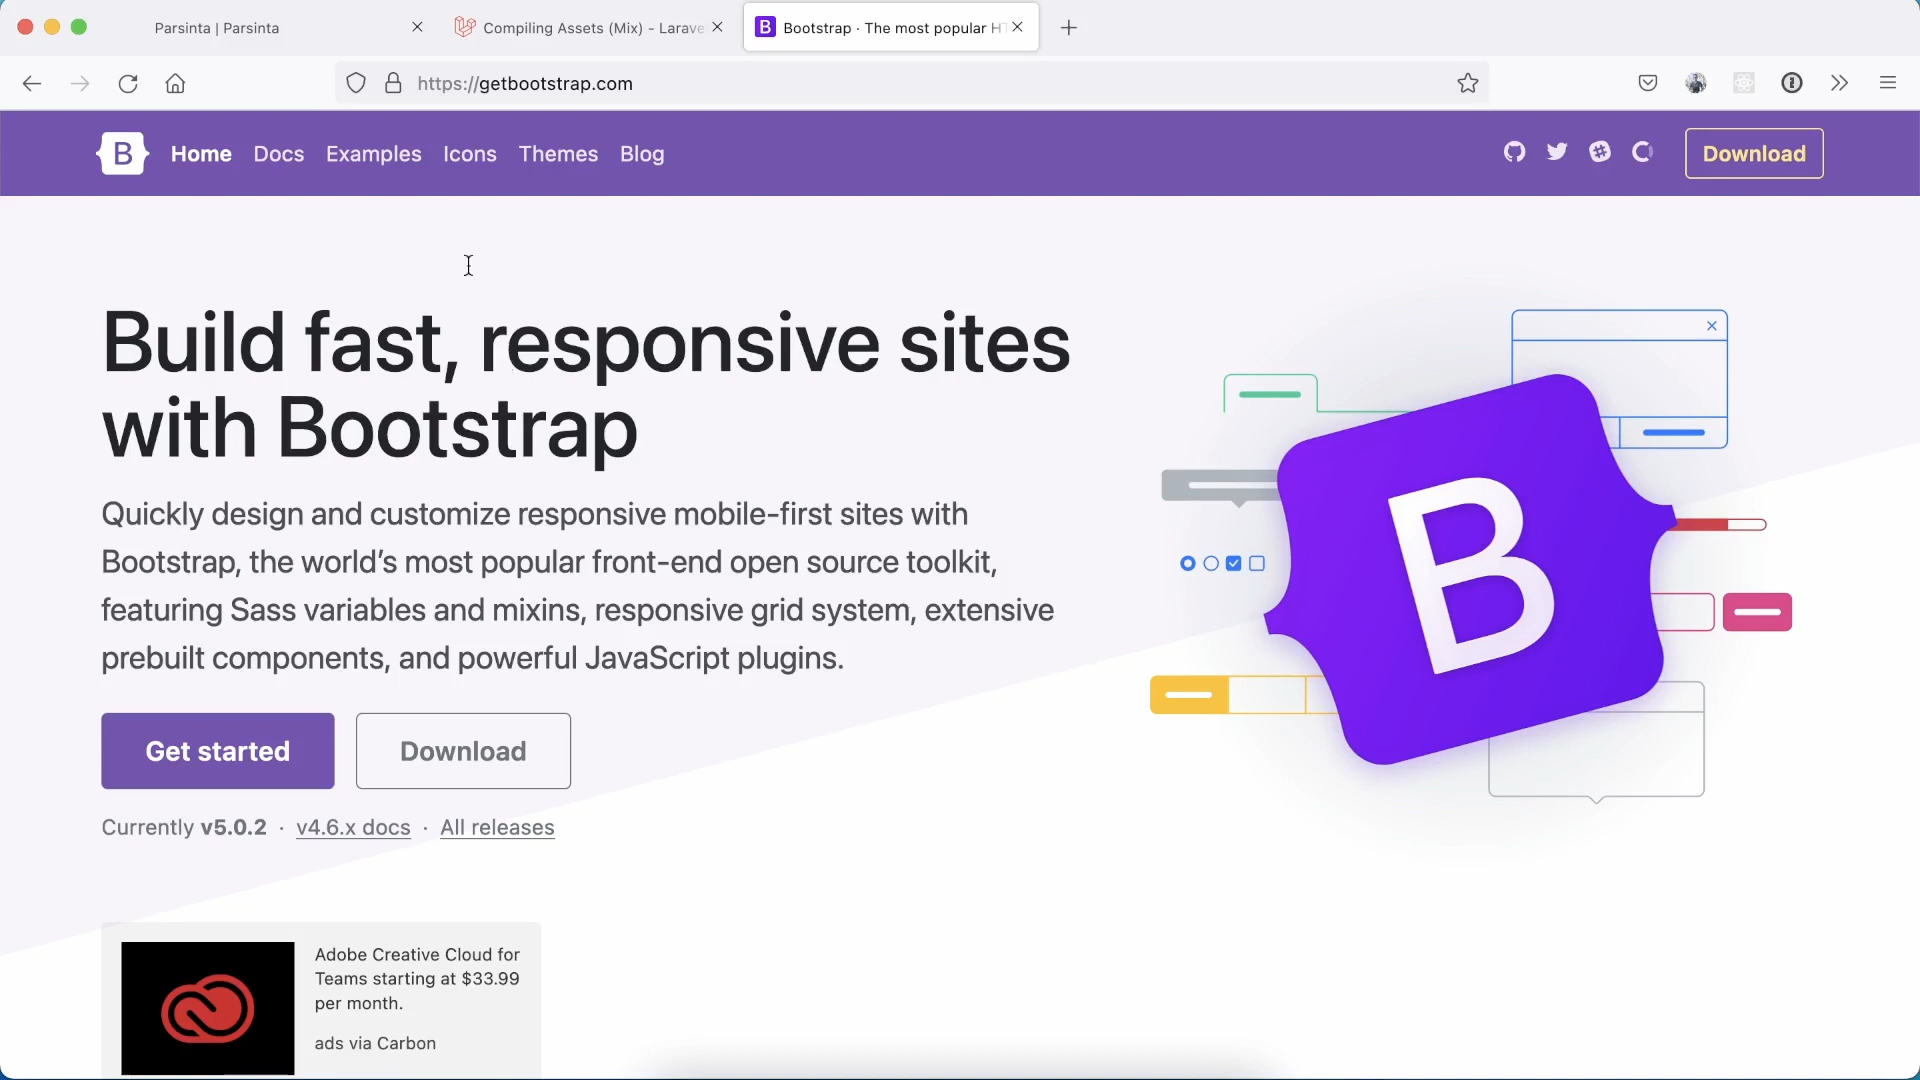 Parsinta | Parsinta
Compiling Assets (Mix) - Larave
Bootstrap · The most popular H
https://getbootstrap.com
B Home Docs Examples Icons Themes Blog Download
Build fast, responsive sites
with Bootstrap
Quickly design and customize responsive mobile-first sites with
Bootstrap, the world’s most popular front-end open source toolkit,
featuring Sass variables and mixins, responsive grid system, extensive
prebuilt components, and powerful JavaScript plugins.
B
Get started Download
Currently v5.0.2 · v4.6.x docs · All releases
Adobe Creative Cloud for
Teams starting at $33.99
per month.
ads via Carbon